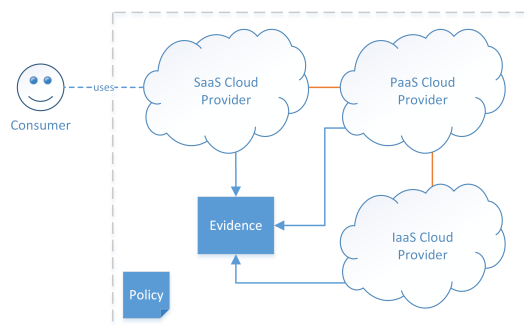 SaaS Cloud
Provider
PaaS Cloud
Provider
uses
Consumer
Evidence
IaaS Cloud
Provider
Policy